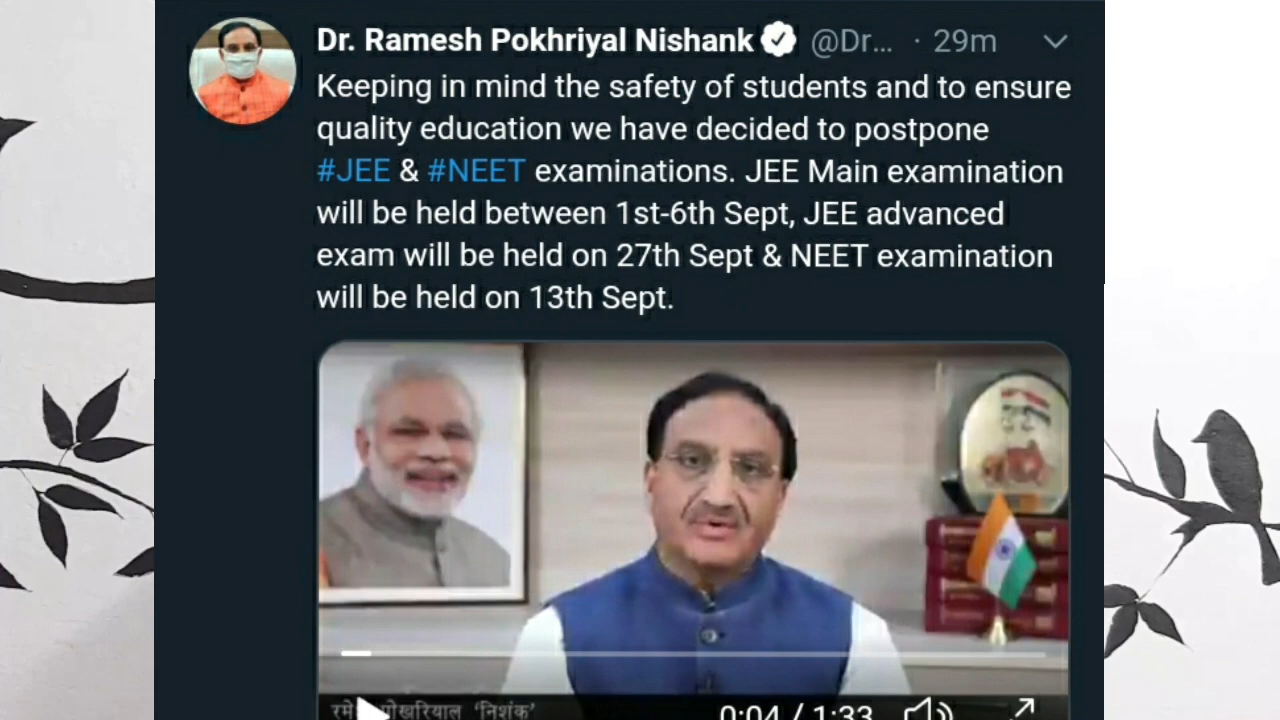 Dr. Ramesh Pokhriyal Nishank @Dr... · 29m
Keeping in mind the safety of students and to ensure
quality education we have decided to postpone
#JEE & #NEET examinations. JEE Main examination
will be held between 1st-6th Sept, JEE advanced
exam will be held on 27th Sept & NEET examination
will be held on 13th Sept.
पोखरियाल 'निशंक'
0:04 / 1:33